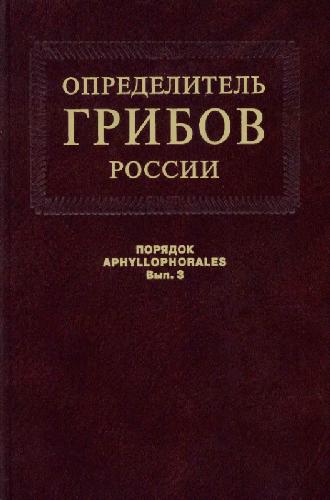 ОПРЕДЕЛИТЕЛЬ
ГРИБОВ
РОССИИ
ПОРЯДОК
APHYLLOPHORALES
Вып. 3